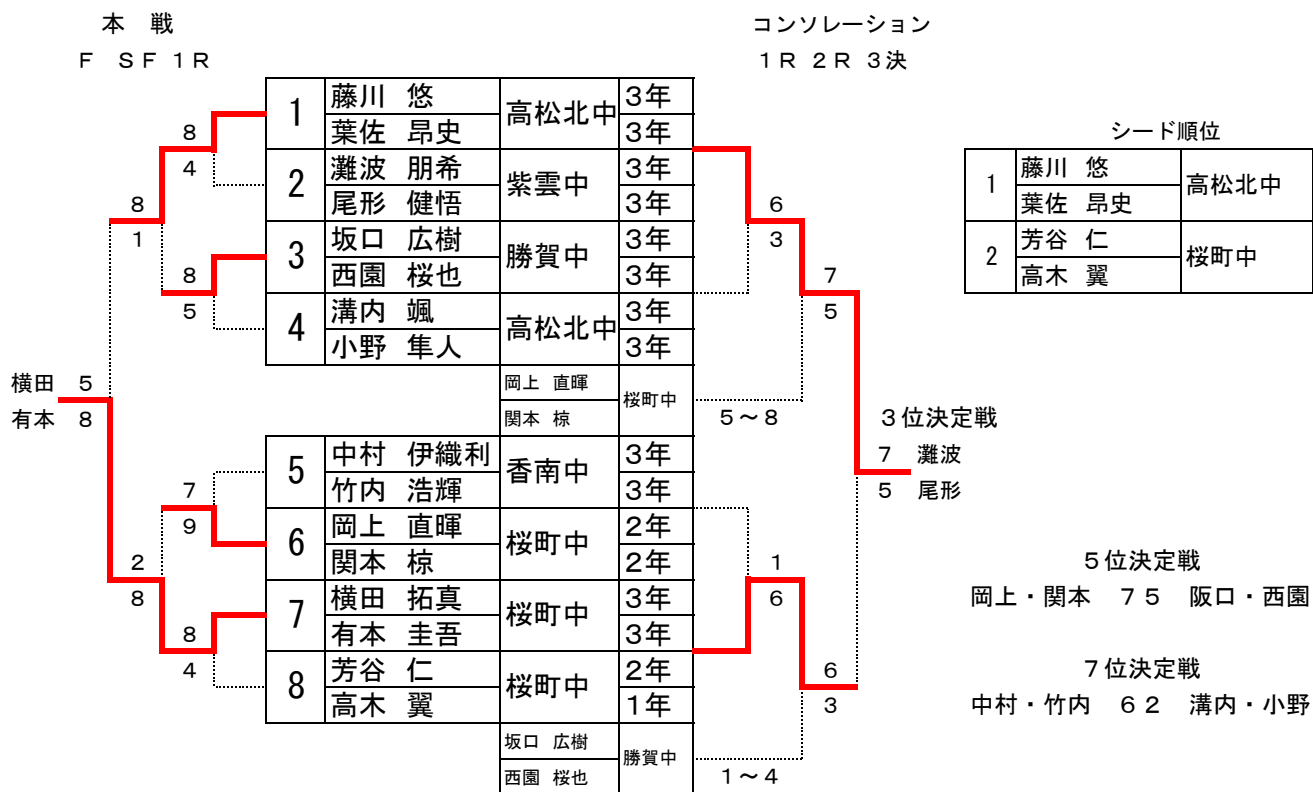 本 戦
F SF 1R
コンソレーション
1R 2R 3決
1 藤川 悠 高松北中 3年
葉佐 昂史 3年
2 灘波 朋希 紫雲中 3年
尾形 健悟 3年
3 坂口 広樹 勝賀中 3年
西園 桜也 3年
4 溝内 颯 高松北中 3年
小野 隼人 3年
岡上 直暉 桜町中
関本 椋
5 中村 伊織利 香南中 3年
竹内 浩輝 3年
6 岡上 直暉 桜町中 2年
関本 椋 2年
7 横田 拓真 桜町中 3年
有本 圭吾 3年
8 芳谷 仁 桜町中 2年
高木 翼 1年
坂口 広樹 勝賀中
西園 桜也
8
4
8
1
8
5
横田 5
有本 8
7
9
2
8
8
4
6
3
7
5
5~8
1
6
6
3
1~4
3位決定戦
7 灘波
5 尾形
シード順位
1 藤川 悠 高松北中
葉佐 昂史
2 芳谷 仁 桜町中
高木 翼
5位決定戦
岡上・関本 75 阪口・西園
7位決定戦
中村・竹内 62 溝内・小野